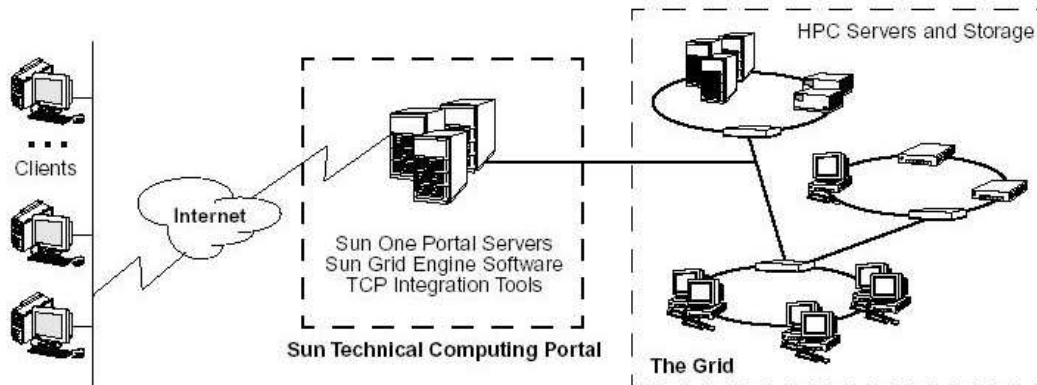 HPC Servers and Storage
Clients
Internet
Sun One Portal Servers
Sun Grid Engine Software
TCP Integration Tools
Sun Technical Computing Portal
The Grid